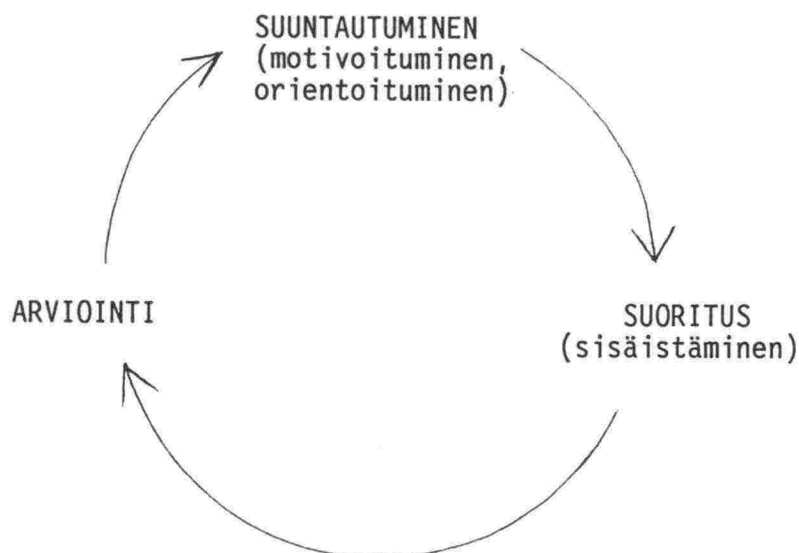 SUUNTAUTUMINEN
(motivoituminen,
orientoituminen)
ARVIOINTI
SUORITUS
(sisäistäminen)